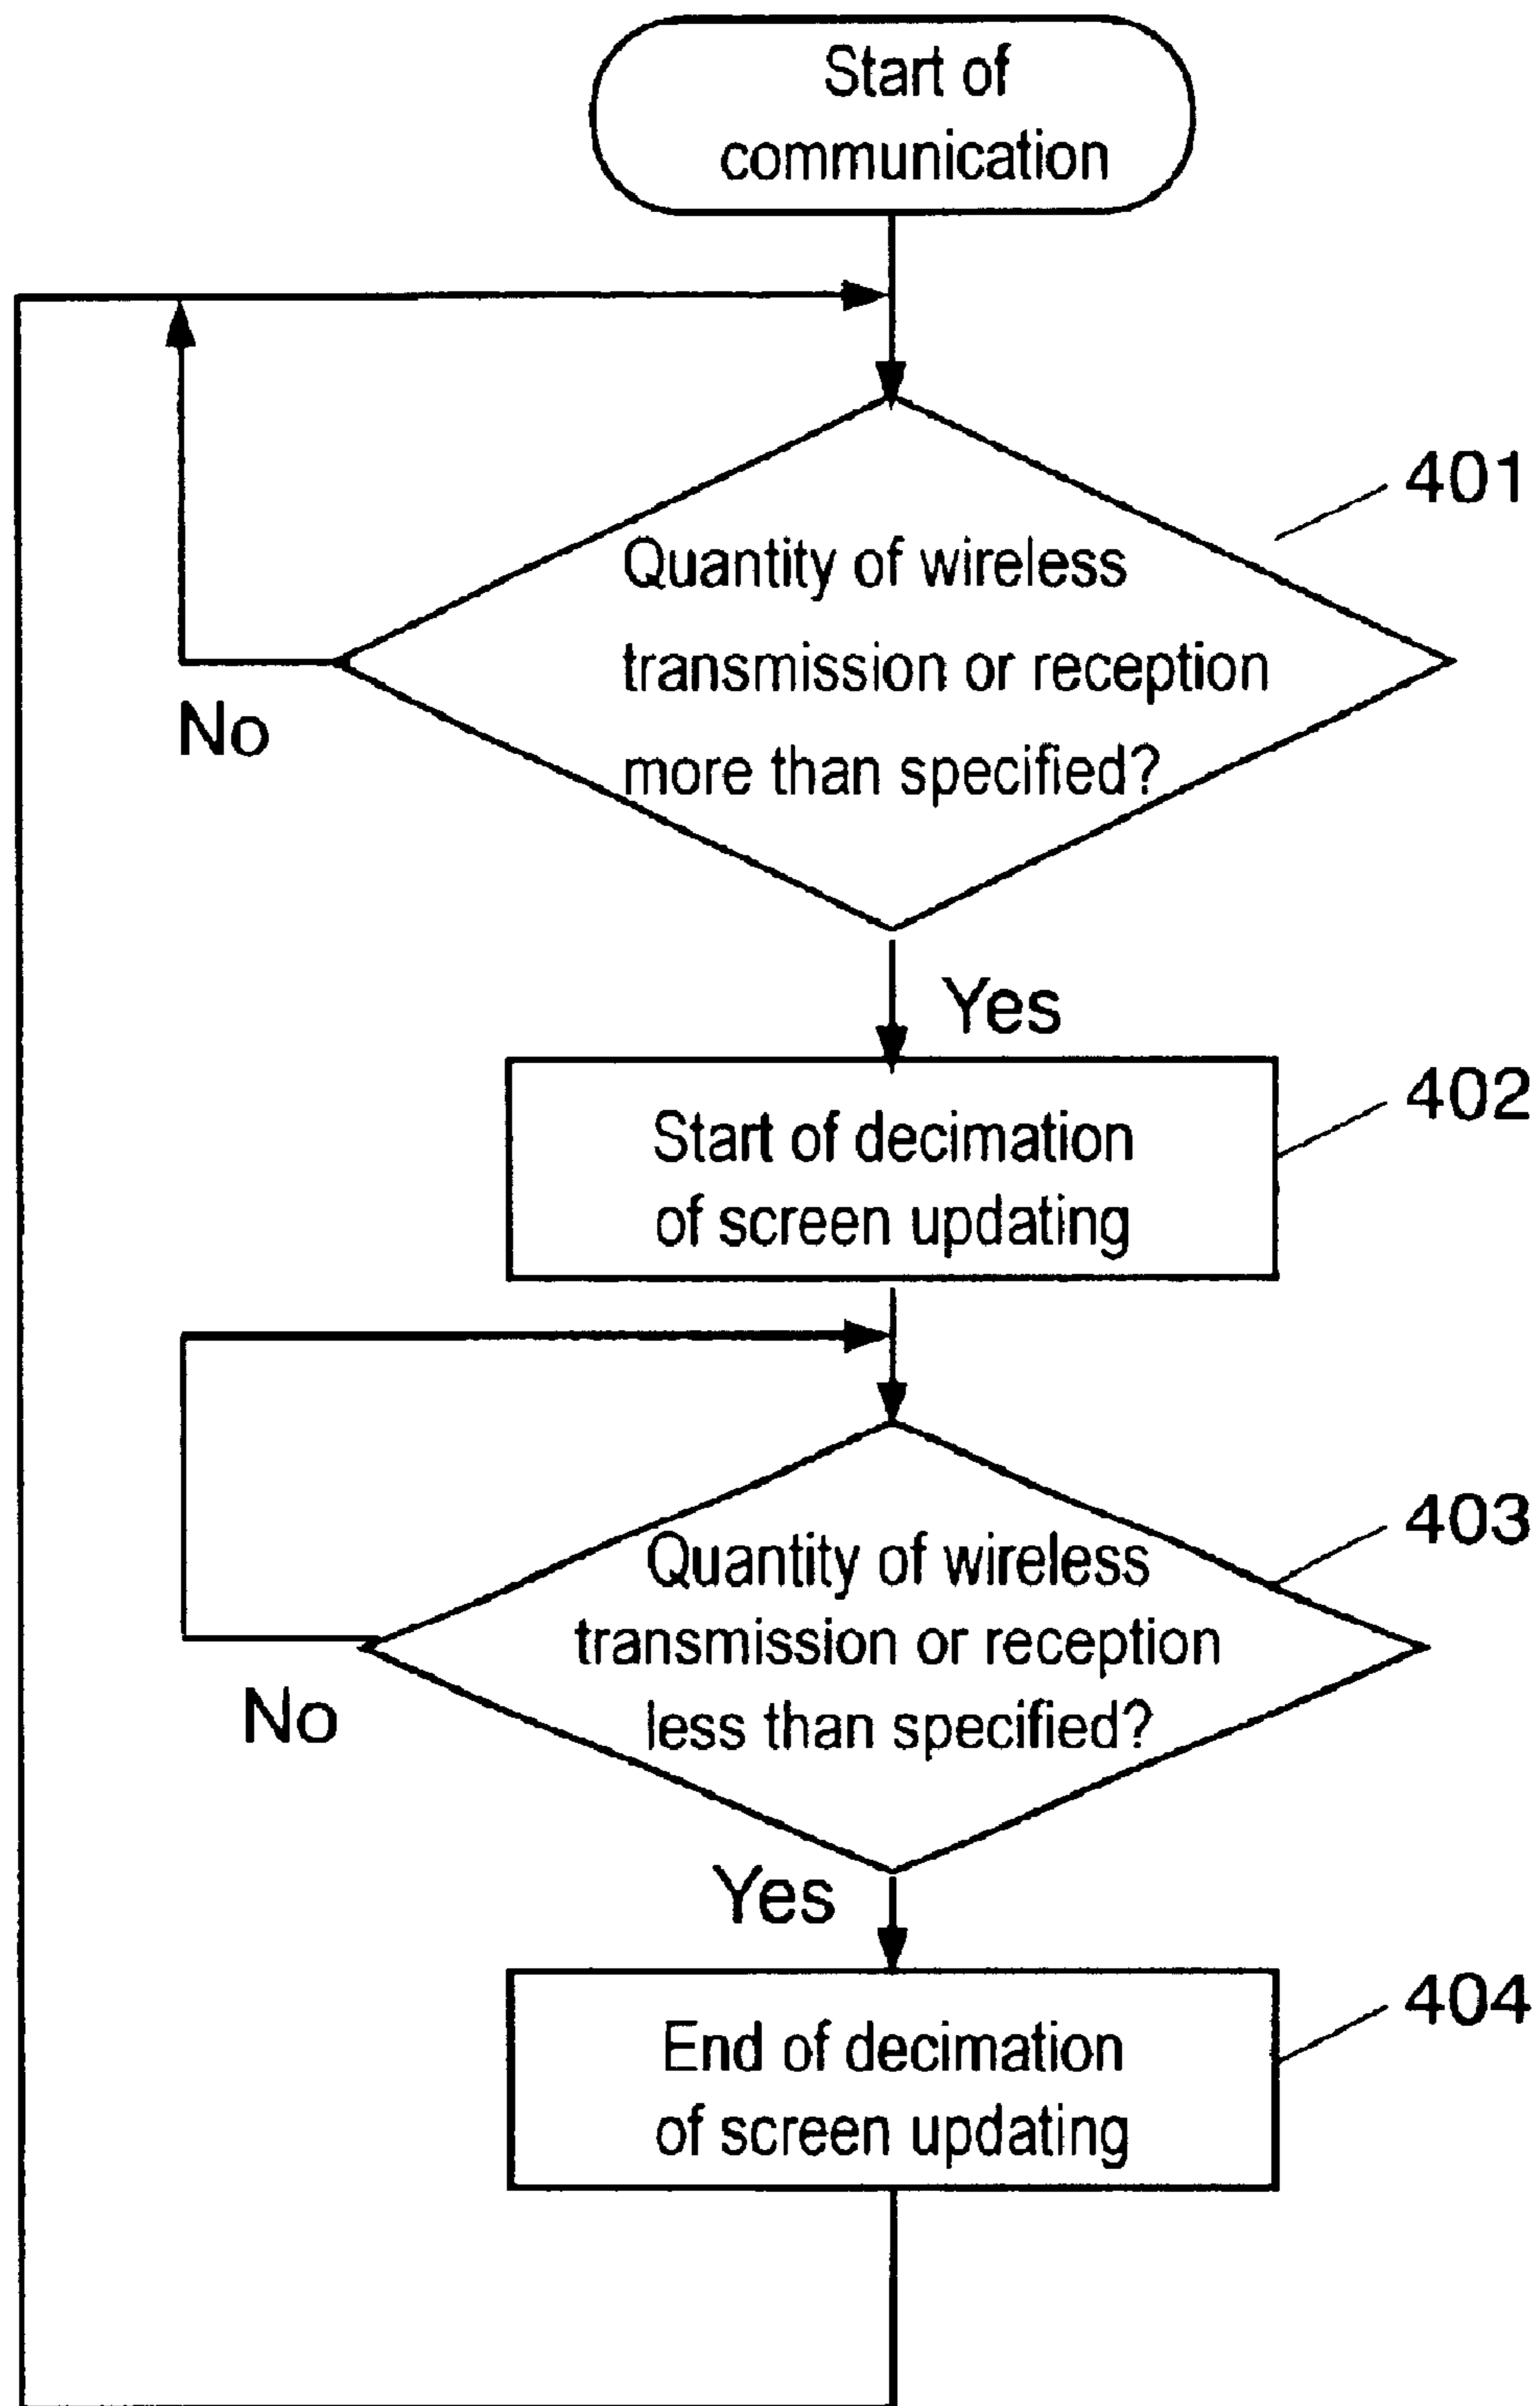 Start of
communication
401
Quantity of wireless
transmission or reception
more than specified?
No
Yes
402
Start of decimation
of screen updating
403
Quantity of wireless
transmission or reception
less than specified?
No
Yes
404
End of decimation
of screen updating